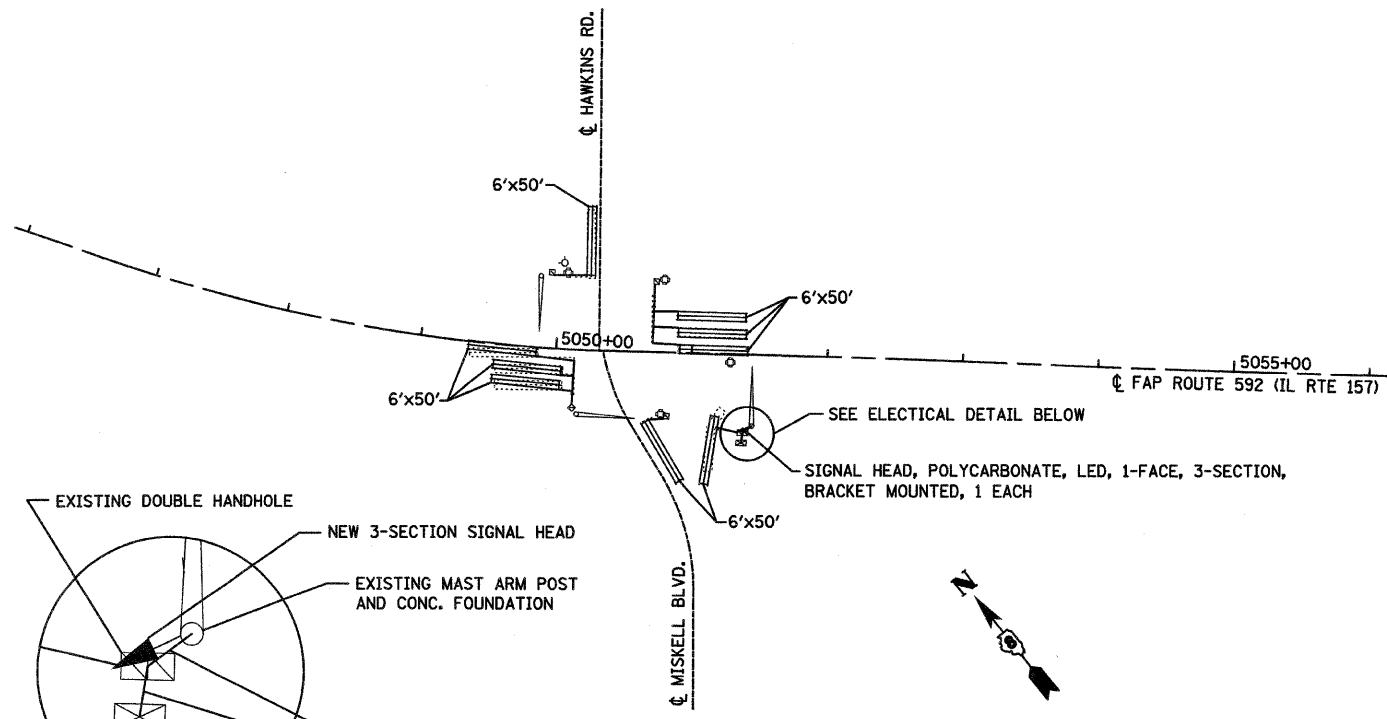 ℄ HAWKINS RD.
6'x50'
6'x50'
5050+00
5055+00
℄ FAP ROUTE 592 (IL RTE 157)
6'x50'
SEE ELECTICAL DETAIL BELOW
SIGNAL HEAD, POLYCARBONATE, LED, 1-FACE, 3-SECTION,
BRACKET MOUNTED, 1 EACH
6'x50'
EXISTING DOUBLE HANDHOLE
NEW 3-SECTION SIGNAL HEAD
EXISTING MAST ARM POST
AND CONC. FOUNDATION
℄ MISKELL BLVD.
N